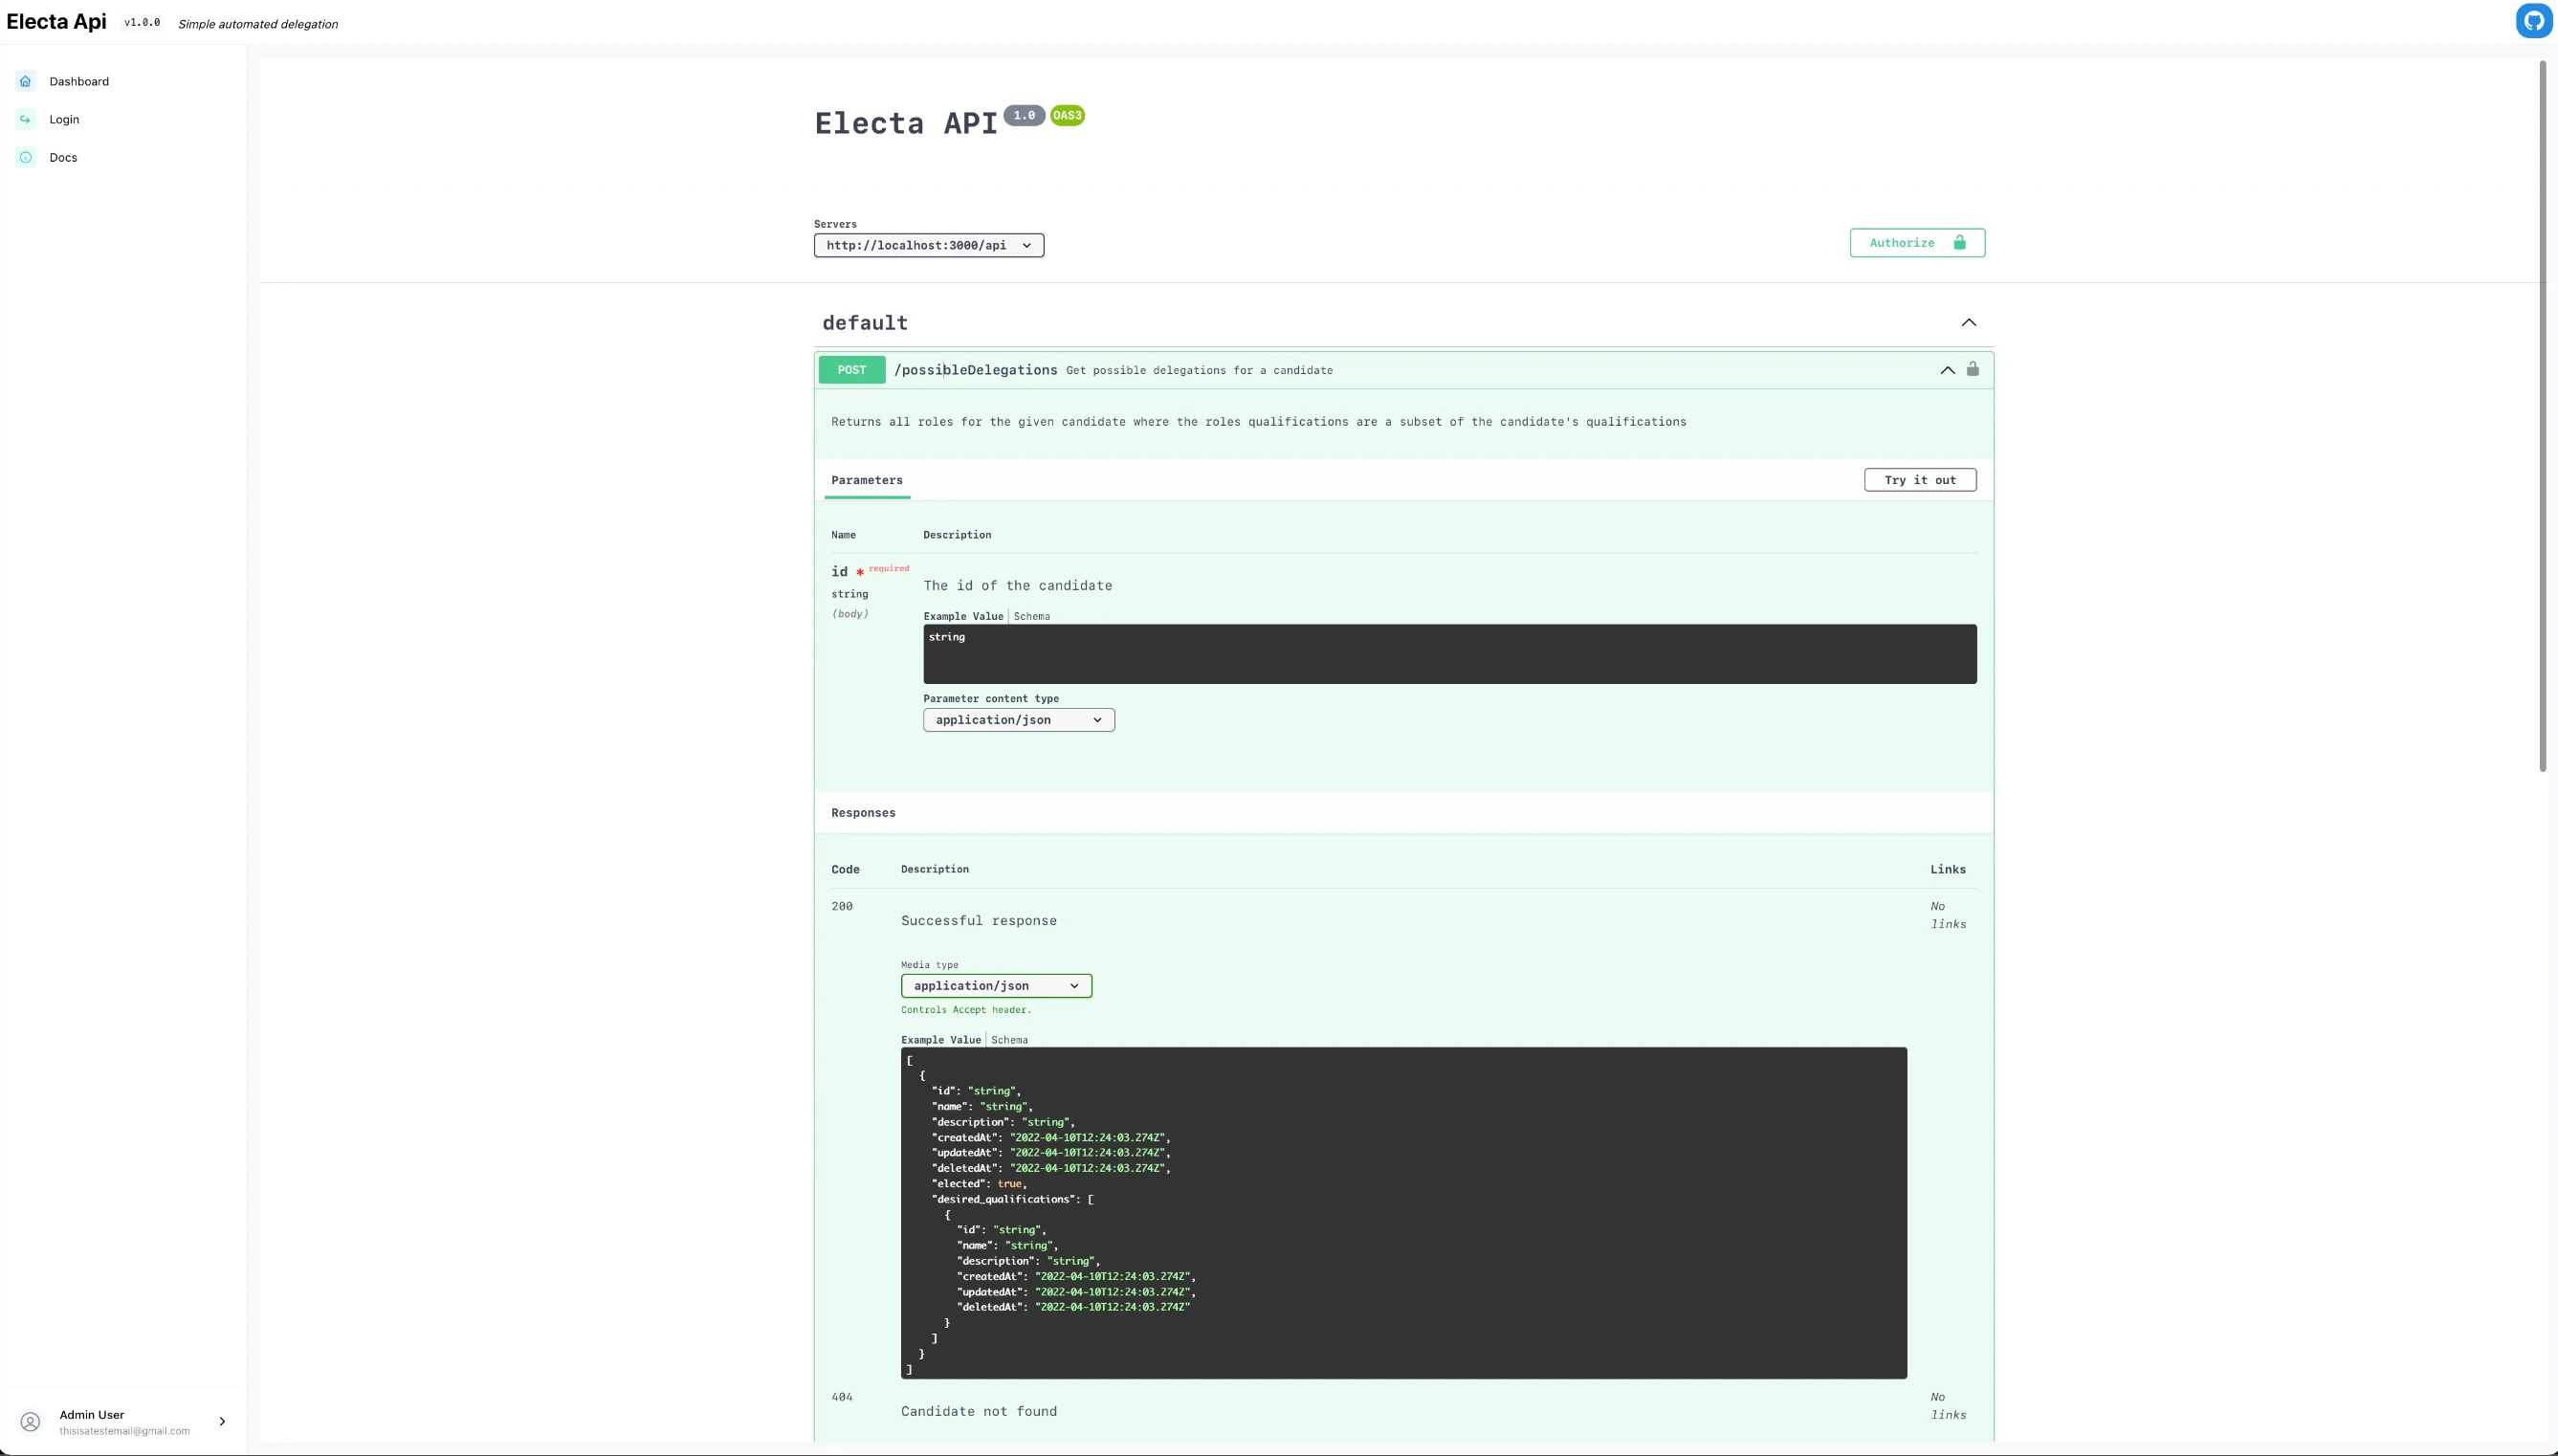 Electa Api v1.0.0 Simple automated delegation
Dashboard
Login
Docs
Electa API 1.0 OAS3
Servers
http://localhost:3000/api
Authorize
default
POST /possibleDelegations Get possible delegations for a candidate
Returns all roles for the given candidate where the roles qualifications are a subset of the candidate's qualifications
Parameters Try it out
Name Description
id * required
The id of the candidate
string
(body)
Example Value Schema
string
Parameter content type
application/json
Responses
Code Description Links
200 No
Successful response links
Media type
application/json
Controls Accept header.
Example Value Schema
[
{
"id": "string",
"name": "string",
"description": "string",
"createdAt": "2022-04-10T12:24:03.274Z",
"updatedAt": "2022-04-10T12:24:03.274Z",
"deletedAt": "2022-04-10T12:24:03.274Z",
"elected": true,
"desired_qualifications": [
{
"id": "string",
"name": "string",
"description": "string",
"createdAt": "2022-04-10T12:24:03.274Z",
"updatedAt": "2022-04-10T12:24:03.274Z",
"deletedAt": "2022-04-10T12:24:03.274Z"
}
]
}
]
404 No
Candidate not found links
Admin User
thisisatestemail@gmail.com